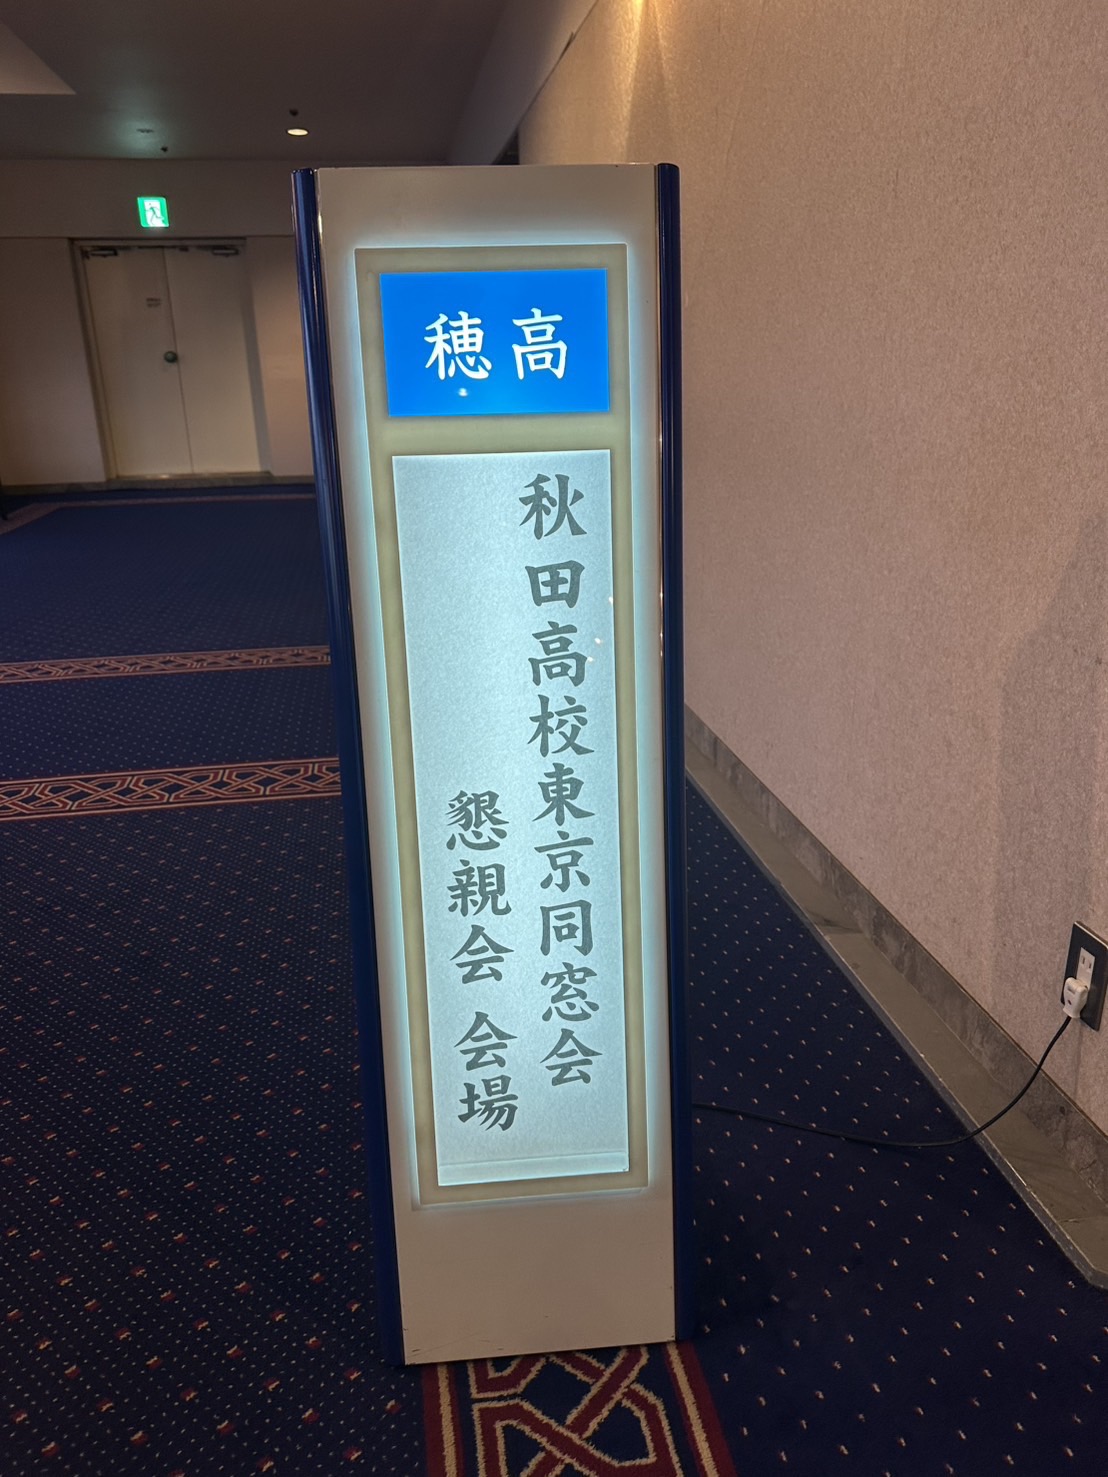 穂高
秋田高校東京同窓会
懇親会 会場